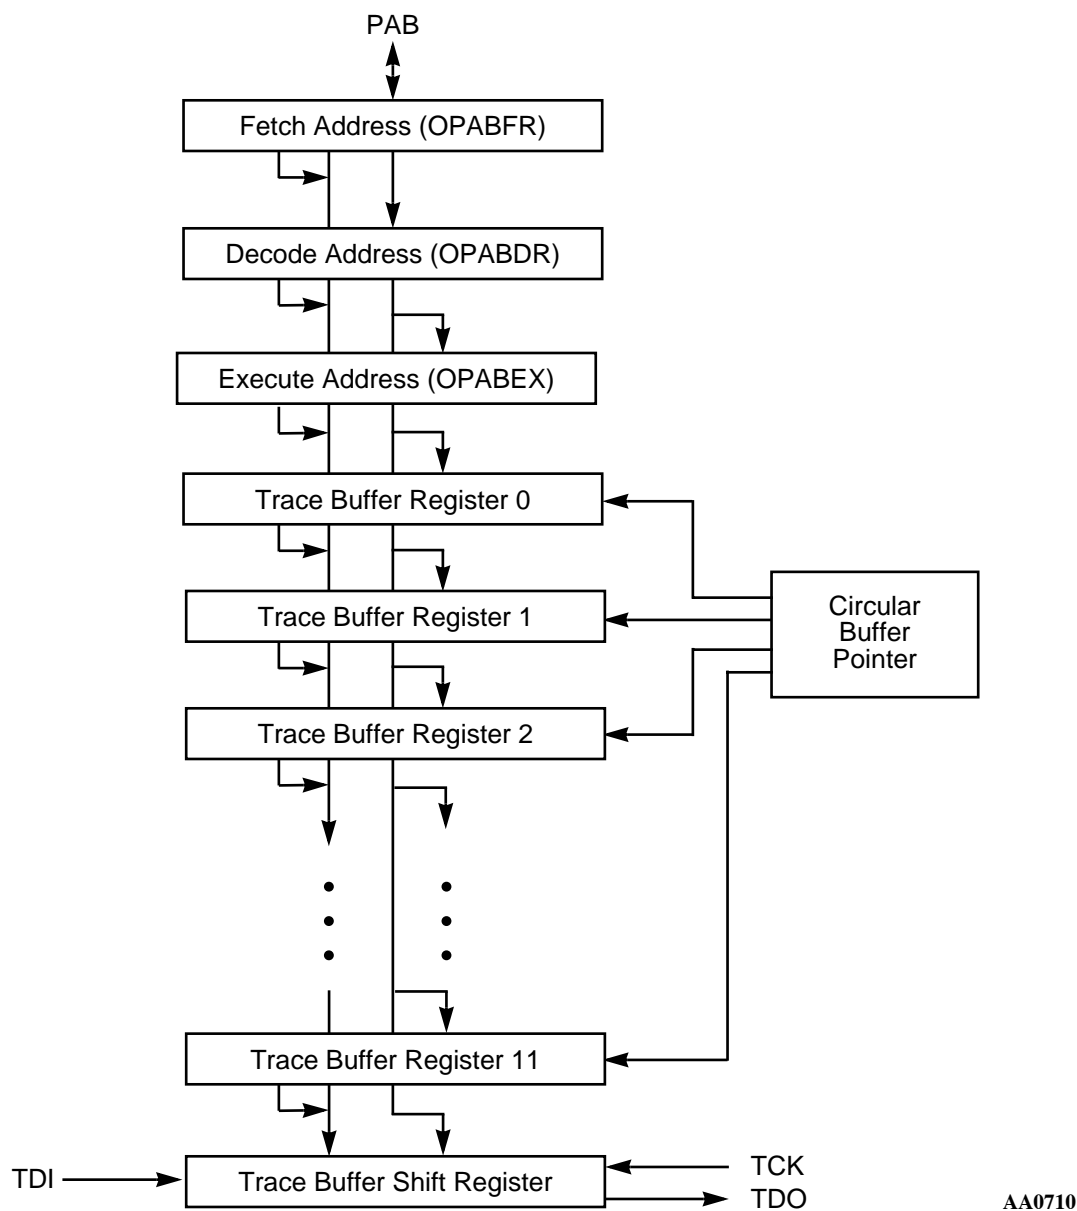 PAB
Fetch Address (OPABFR)
Decode Address (OPABDR)
Execute Address (OPABEX)
Trace Buffer Register 0
Trace Buffer Register 1
Circular
Buffer
Pointer
Trace Buffer Register 2
Trace Buffer Register 11
TDI
Trace Buffer Shift Register
TCK
TDO
AA0710